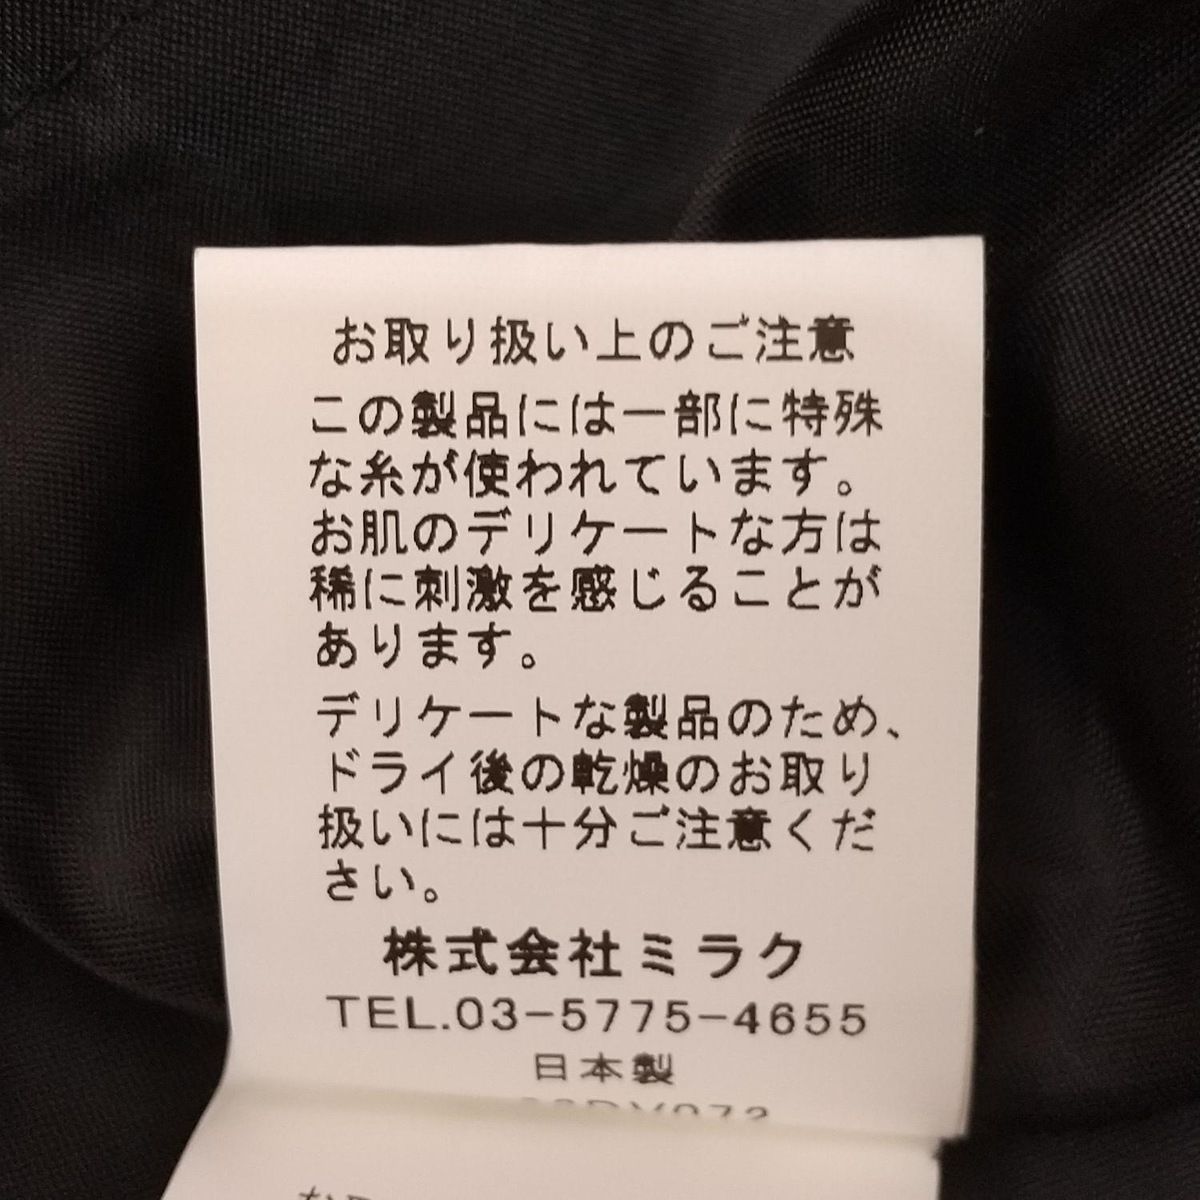 お取り扱い上のご注意
この製品には一部に特殊
な糸が使われています。
お肌のデリケートな方は
稀に刺激を感じることが
あります。
デリケートな製品のため、
ドライ後の乾燥のお取り
扱いには十分ご注意くだ
さい。
株式会社ミラク
TEL.03-5775-4655
日本製